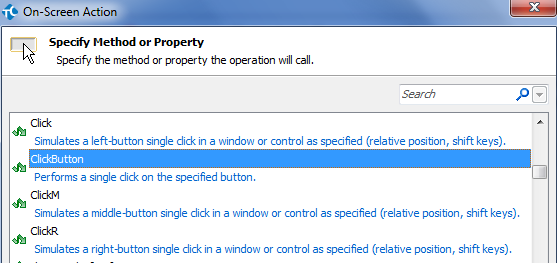 On-Screen Action
Specify Method or Property
Specify the method or property the operation will call.
Search
Click
Simulates a left-button single click in a window or control as specified (relative position, shift keys).
ClickButton
Performs a single click on the specified button.
ClickM
Simulates a middle-button single click in a window or control as specified (relative position, shift keys).
ClickR
Simulates a right-button single click in a window or control as specified (relative position, shift keys).